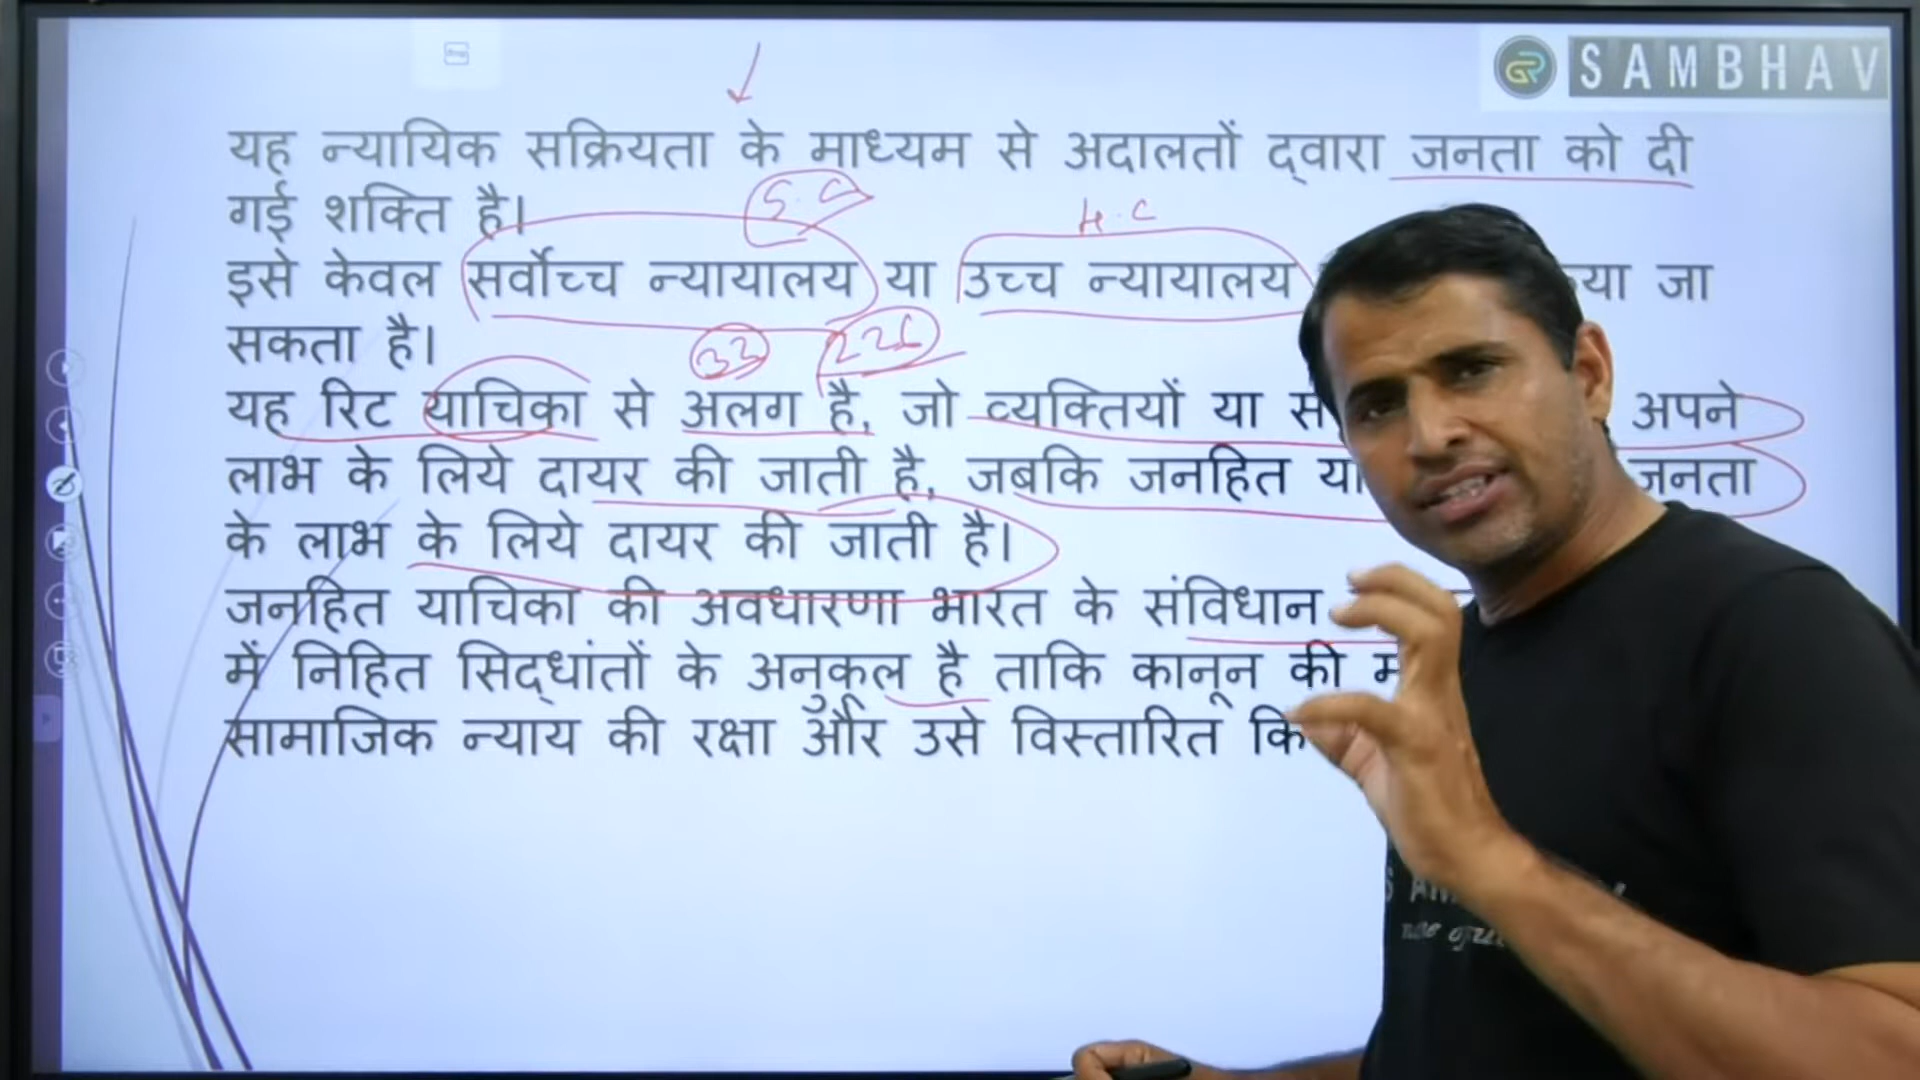 SAMBHAV
यह न्यायिक सक्रियता के माध्यम से अदालतों द्वारा जनता को दी
S.C
गई शक्ति है।
H.C
इसे केवल सर्वोच्च न्यायालय या उच्च न्यायालय जा
सकता है।
32 226
यह रिट याचिका से अलग है, जो व्यक्तियों या अपने
लाभ के लिये दायर की जाती है, जबकि जनहित जनता
के लाभ के लिये दायर की जाती है।
जनहित याचिका की अवधारणा भारत के संविधान
में निहित सिद्धांतों के अनुकूल है ताकि कानून की
सामाजिक न्याय की रक्षा और उसे विस्तारित